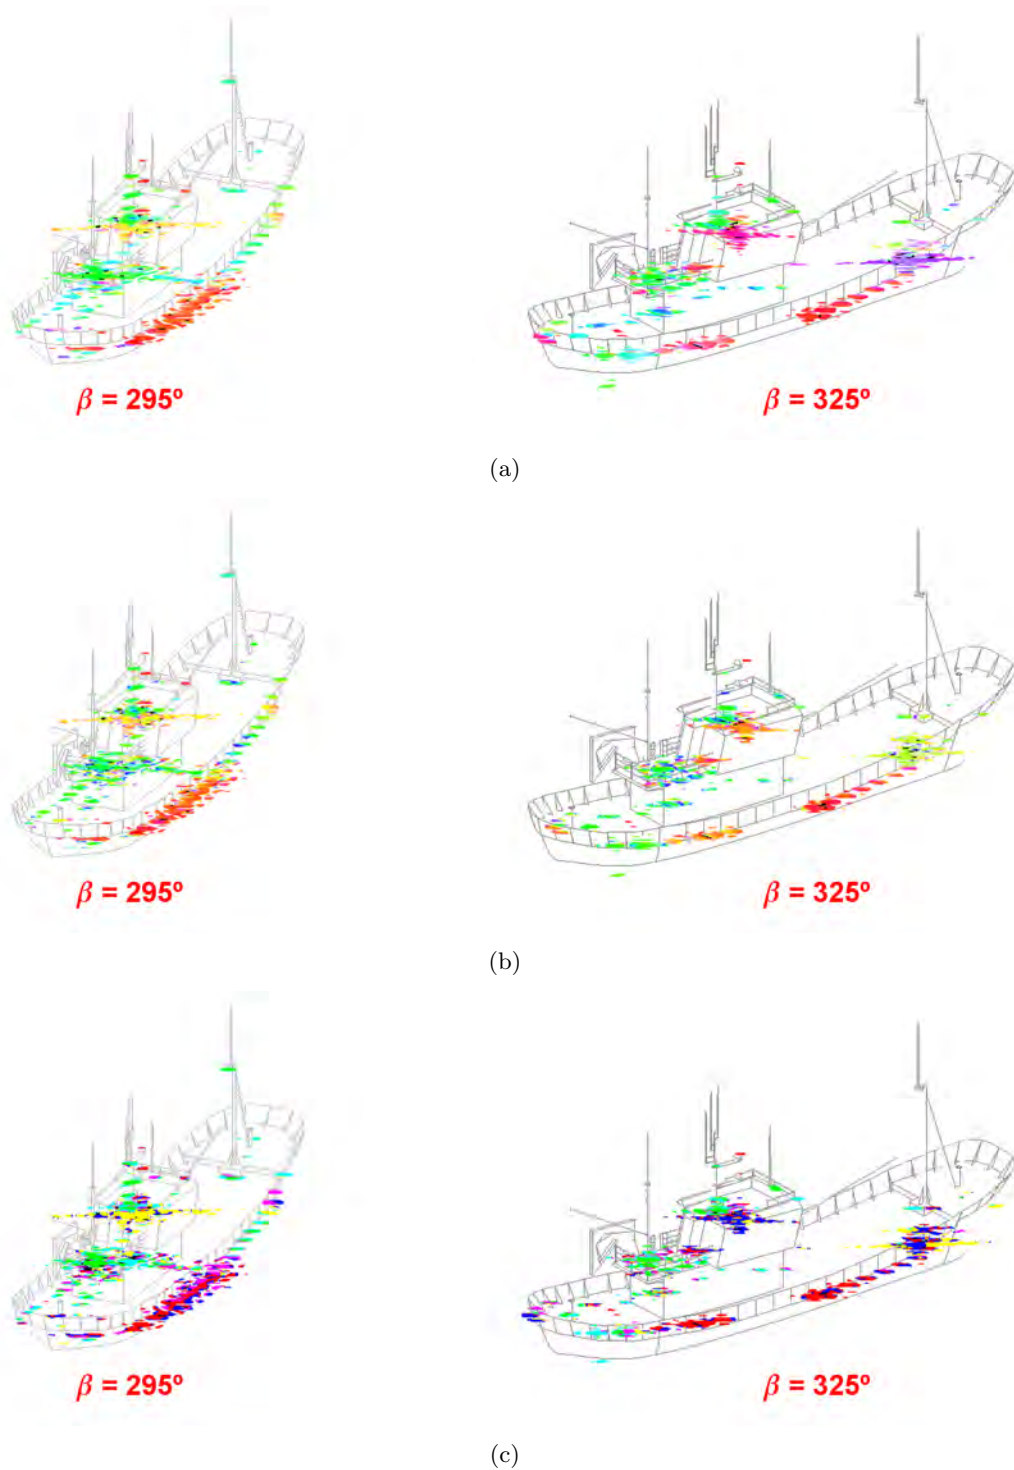 β = 295º β = 325º
(a)
β = 295º β = 325º
(b)
β = 295º β = 325º
(c)